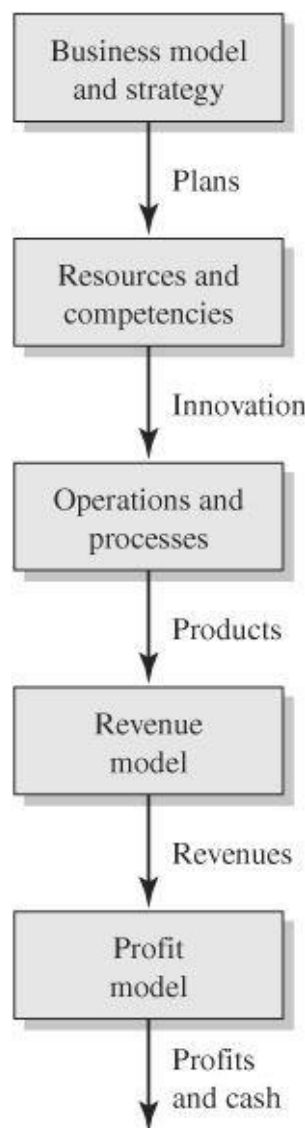 Business model
and strategy
Plans
Resources and
competencies
Innovation
Operations and
processes
Products
Revenue
model
Revenues
Profit
model
Profits
and cash